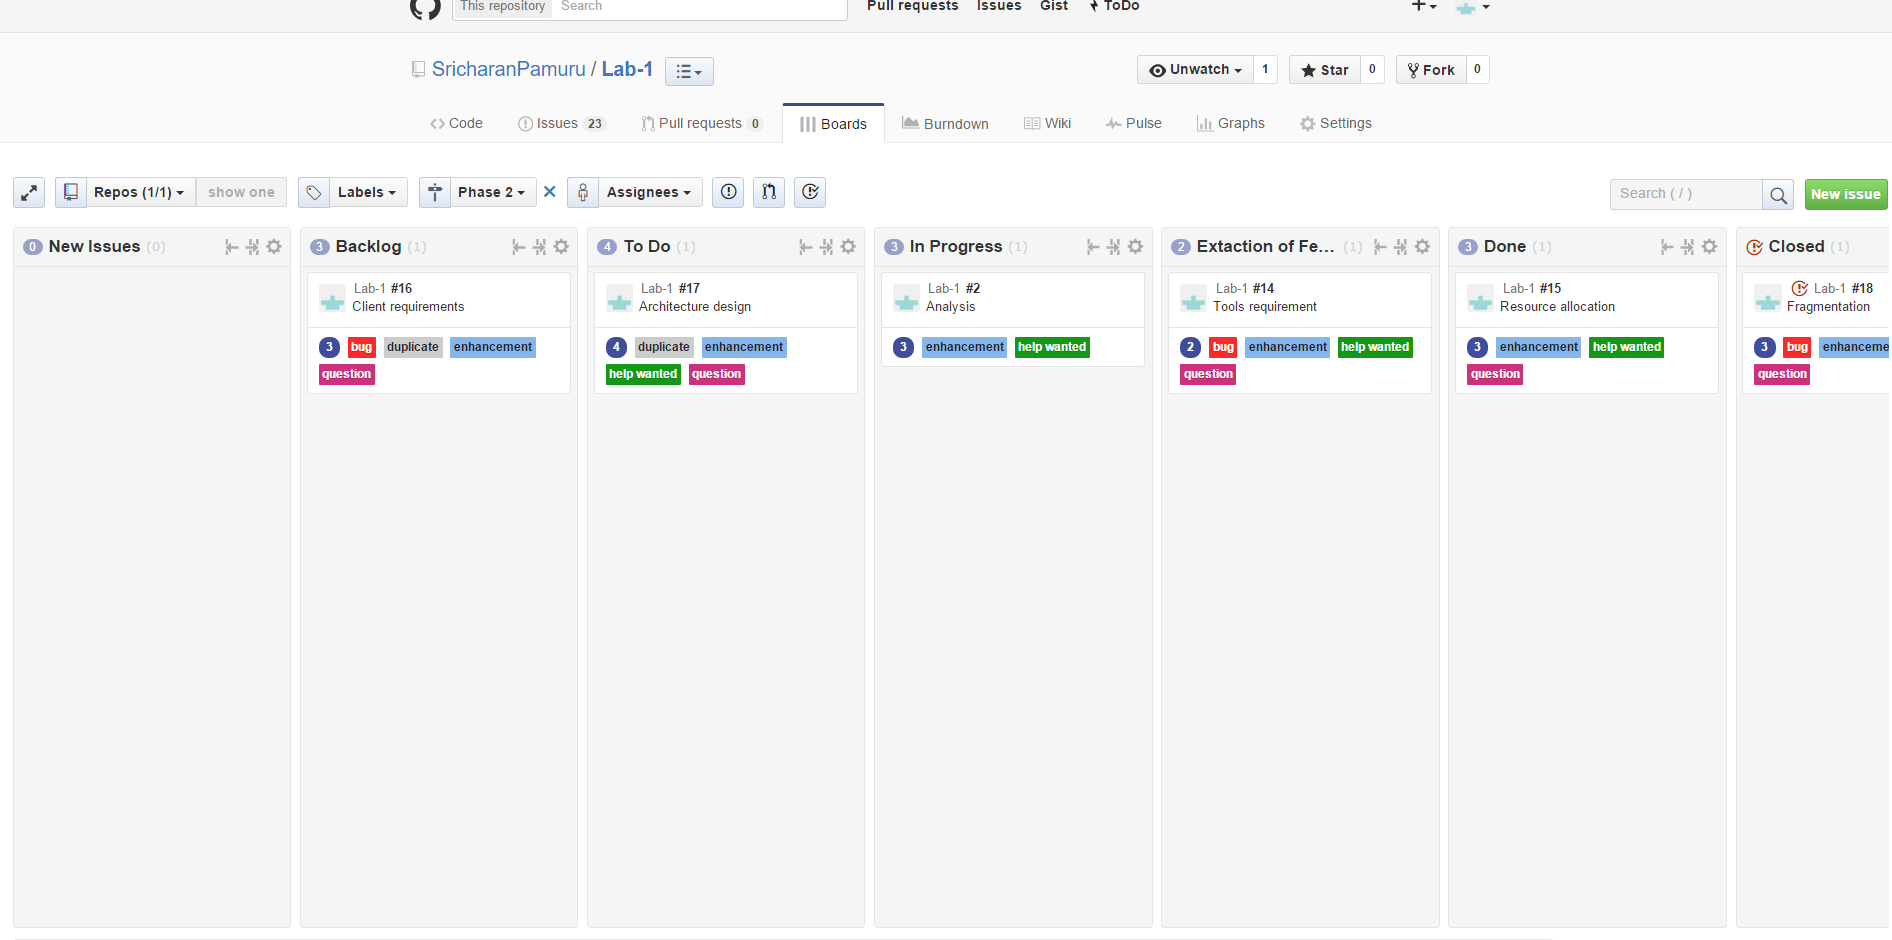 This repository Search Pull requests Issues Gist ToDo
SricharanPamuru / Lab-1 Unwatch 1 Star 0 Fork 0
Code Issues 23 Pull requests 0 Boards Burndown Wiki Pulse Graphs Settings
Repos (1/1) show one Labels Phase 2 Assignees Search ( / ) New issue
0 New Issues (0) 3 Backlog (1) 4 To Do (1) 3 In Progress (1) 2 Extaction of Fe... (1) 3 Done (1) Closed (1)
Lab-1 #16 Lab-1 #17 Lab-1 #2 Lab-1 #14 Lab-1 #15 Lab-1 #18
Client requirements Architecture design Analysis Tools requirement Resource allocation Fragmentation
3 bug duplicate enhancement 4 duplicate enhancement 3 enhancement help wanted 2 bug enhancement help wanted 3 enhancement help wanted 3 bug enhanceme
question help wanted question question question question